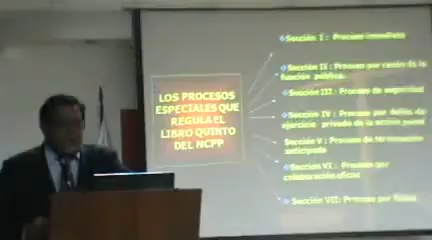 Sección I : Proceso inmediato
Sección II : Proceso por razón de la
función pública.
LOS PROCESOS
ESPECIALES QUE
REGULA EL
LIBRO QUINTO
DEL NCPP
Sección III : Proceso de seguridad
Sección IV : Proceso por delito de
ejercicio privado de la acción penal
Sección V : Proceso de terminación
anticipada
Sección VI : Proceso por
colaboración eficaz
Sección VII: Proceso por faltas